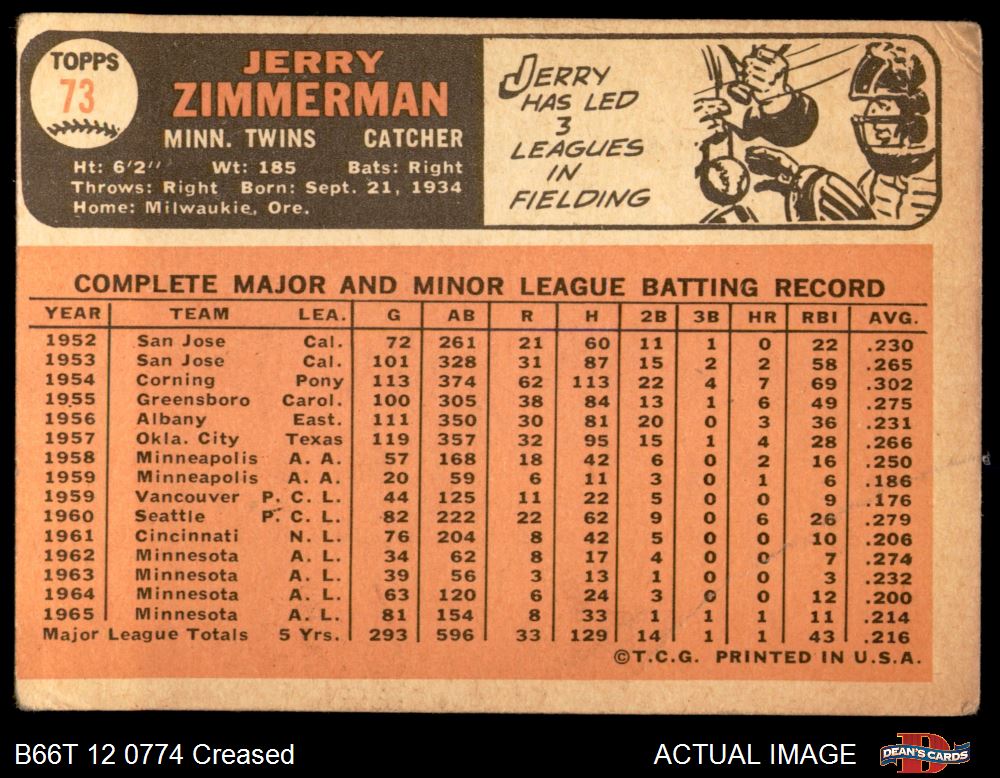 TOPPS
73
JERRY
ZIMMERMAN
MINN. TWINS CATCHER
Ht: 6'2" Wt: 185 Bats: Right
Throws: Right Born: Sept. 21, 1934
Home: Milwaukie, Ore.
JERRY
HAS LED
3
LEAGUES
IN
FIELDING
COMPLETE MAJOR AND MINOR LEAGUE BATTING RECORD
YEAR TEAM LEA. G AB R H 2B 3B HR RBI AVG.
1952 San Jose Cal. 72 261 21 60 11 1 0 22 .230
1953 San Jose Cal. 101 328 31 87 15 2 2 58 .265
1954 Corning Pony 113 374 62 113 22 4 7 69 .302
1955 Greensboro Carol. 100 305 38 84 13 1 6 49 .275
1956 Albany East. 111 350 30 81 20 0 3 36 .231
1957 Okla. City Texas 119 357 32 95 15 1 4 28 .266
1958 Minneapolis A. A. 57 168 18 42 6 0 2 16 .250
1959 Minneapolis A. A. 20 59 6 11 3 0 1 6 .186
1959 Vancouver P. C. L. 44 125 11 22 5 0 0 9 .176
1960 Seattle P. C. L. 82 222 22 62 9 0 6 26 .279
1961 Cincinnati N. L. 76 204 8 42 5 0 0 10 .206
1962 Minnesota A. L. 34 62 8 17 4 0 0 7 .274
1963 Minnesota A. L. 39 56 3 13 1 0 0 3 .232
1964 Minnesota A. L. 63 120 6 24 3 0 0 12 .200
1965 Minnesota A. L. 81 154 8 33 1 1 1 11 .214
Major League Totals 5 Yrs. 293 596 33 129 14 1 1 43 .216
©T.C.G. PRINTED IN U.S.A.
B66T 12 0774 Creased
ACTUAL IMAGE
DEAN'S CARDS